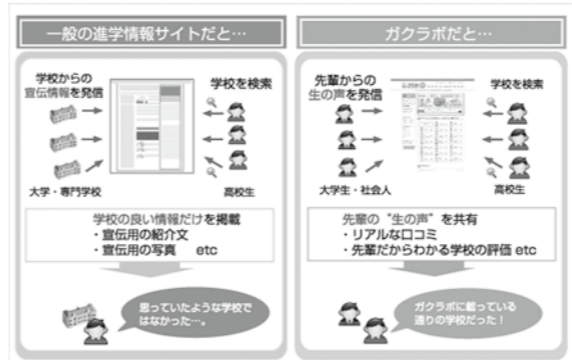 一般の進学情報サイトだと…
学校からの
宣伝情報を発信
学校を検索
大学・専門学校
高校生
学校の良い情報だけを掲載
・宣伝用の紹介文
・宣伝用の写真 etc
思っていたような学校で
はなかった…。
ガクラボだと…
先輩からの
生の声を発信
学校を検索
大学生・社会人
高校生
先輩の“生の声”を共有
・リアルな口コミ
・先輩だからわかる学校の評価 etc
ガクラボに載っている
通りの学校だった！